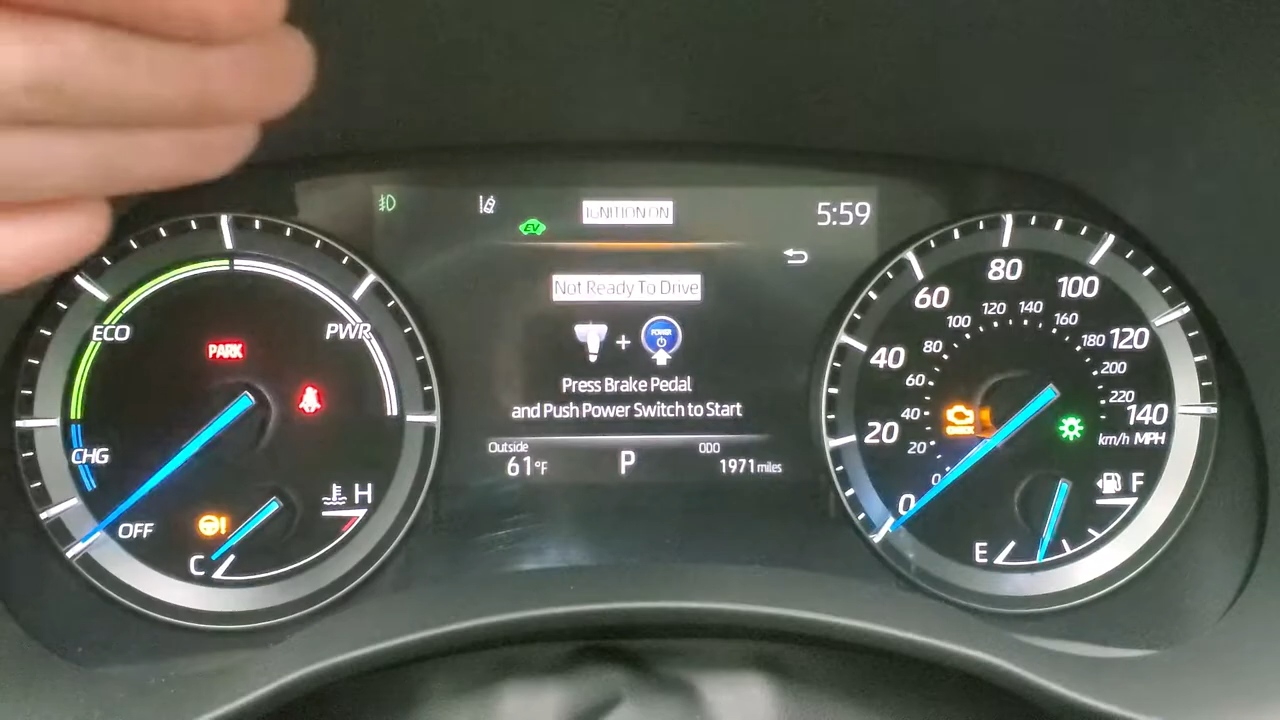 EV
IGNITION ON
5:59
Not Ready To Drive
POWER
+
Press Brake Pedal
and Push Power Switch to Start
Outside
61°F
P
ODO
1971 miles
ECO
PWR
PARK
CHG
OFF
C
H
0
20
40
60
80
100
120
140
0
20
40
60
80
100
120
140
160
180
200
220
km/h MPH
CHECK
E
F